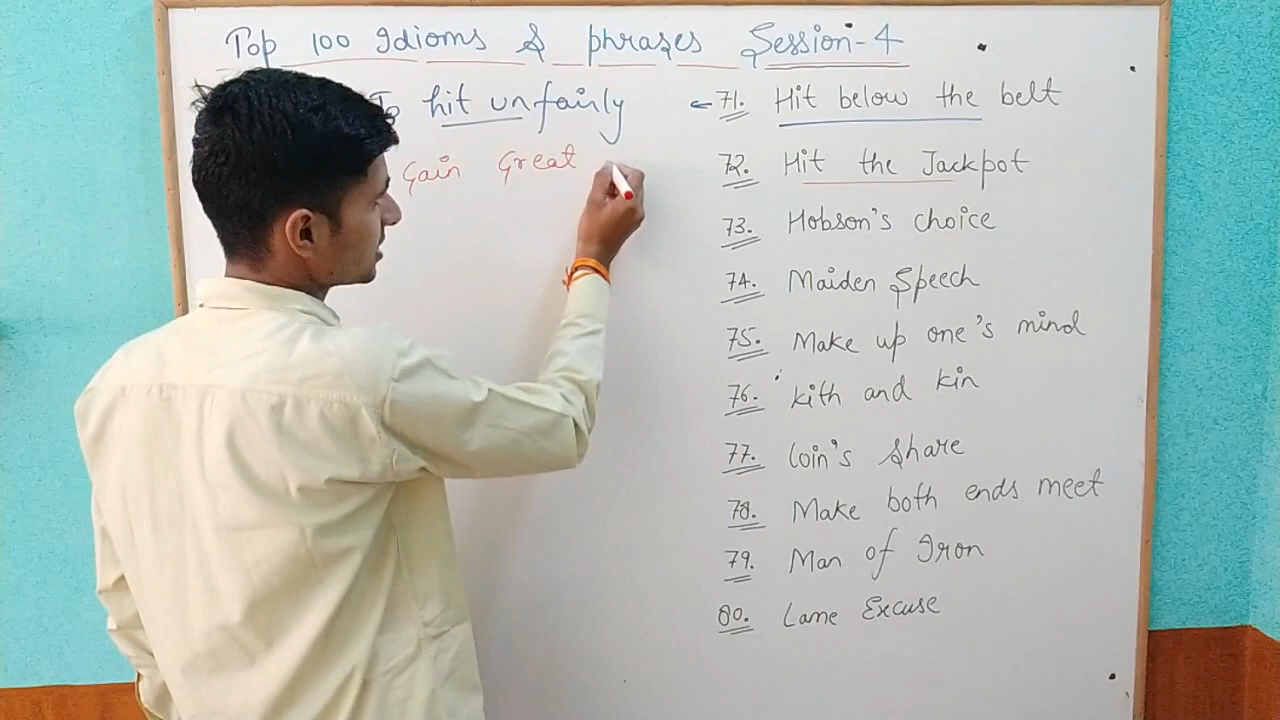 Top 100 Idioms & phrases Session-4
To hit unfairly ← 71. Hit below the belt
Gain Great 72. Hit the Jackpot
73. Hobson's choice
74. Maiden Speech
75. Make up one's mind
76. kith and kin
77. Loin's share
78. Make both ends meet
79. Man of Iron
80. Lame Excuse